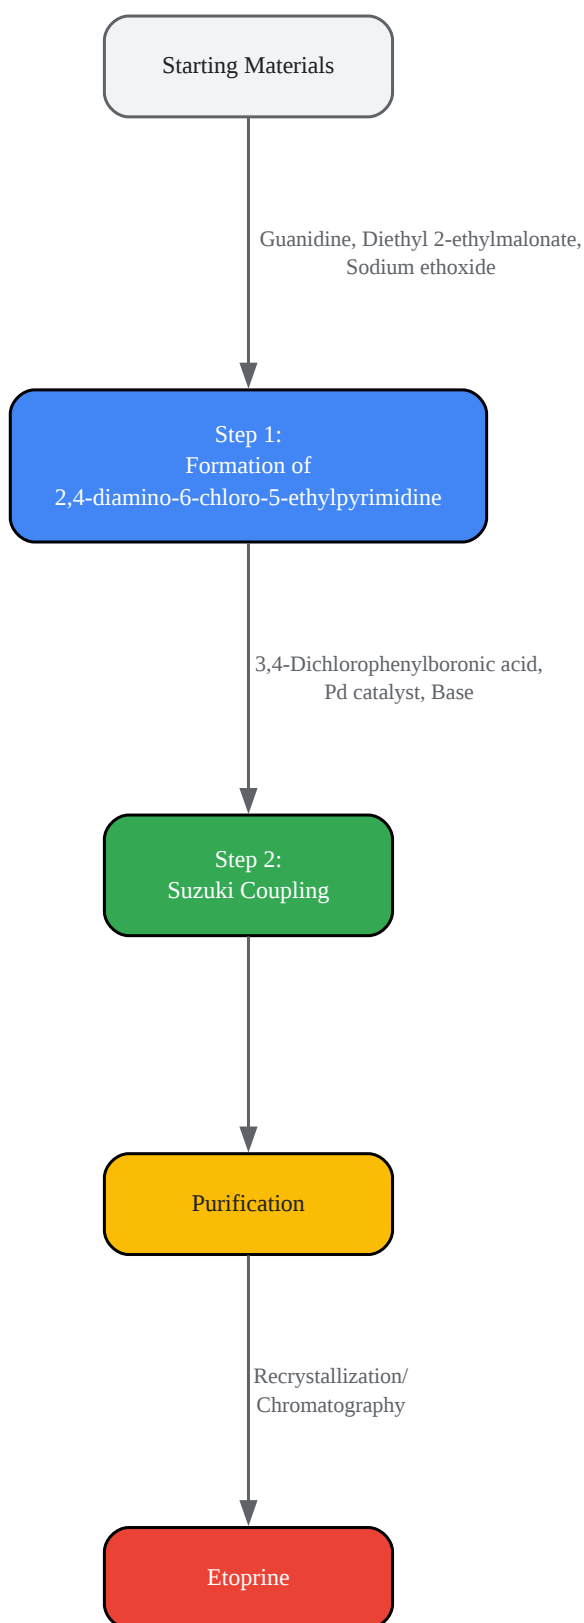 Starting Materials
Guanidine, Diethyl 2-ethylmalonate,
Sodium ethoxide
Step 1:
Formation of
2,4-diamino-6-chloro-5-ethylpyrimidine
3,4-Dichlorophenylboronic acid,
Pd catalyst, Base
Step 2:
Suzuki Coupling
Purification
Recrystallization/
Chromatography
Etoprine